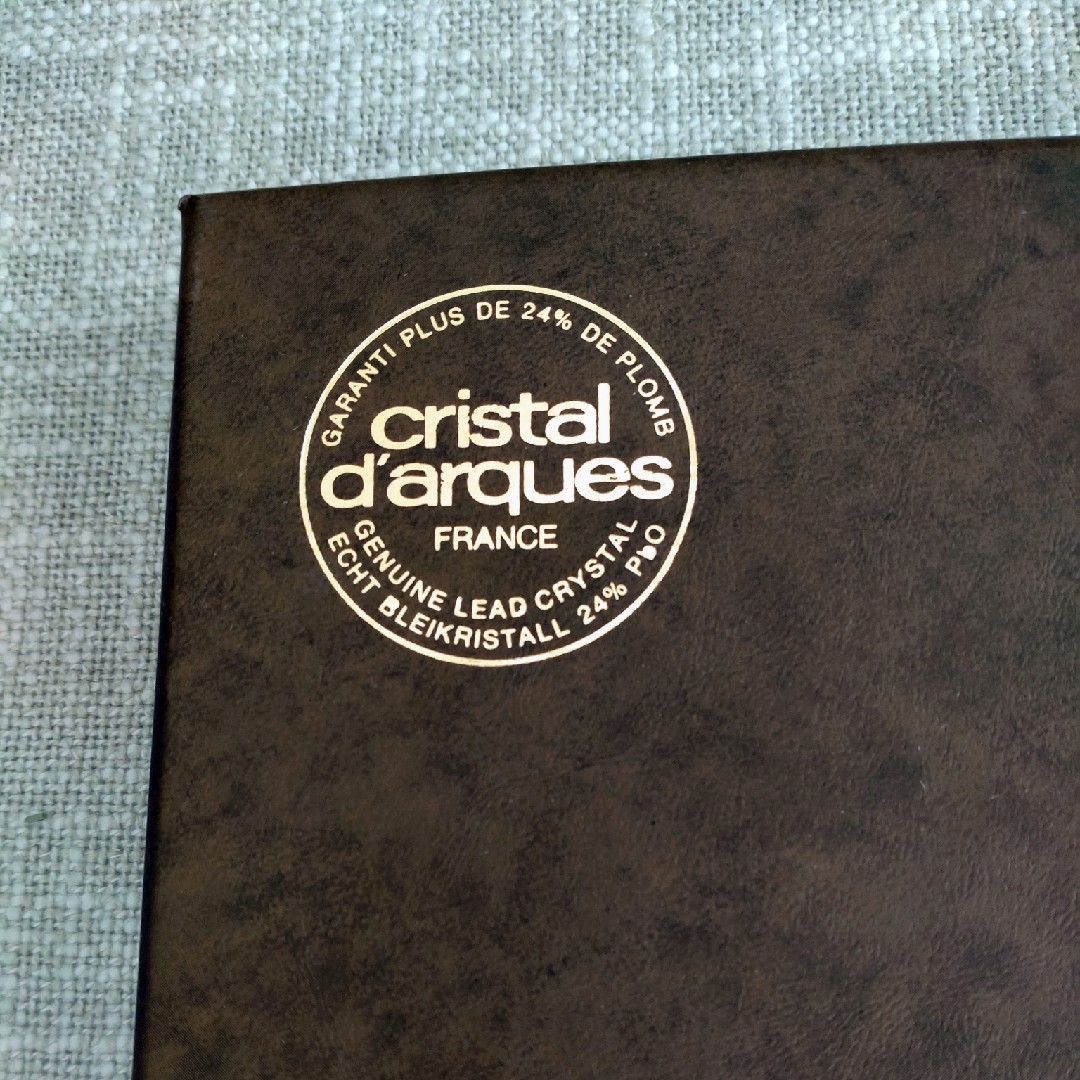 GARANTI PLUS DE 24% DE PLOMB
cristal
d'arques
FRANCE
GENUINE LEAD CRYSTAL
ECHT BLEIKRISTALL 24% PbO